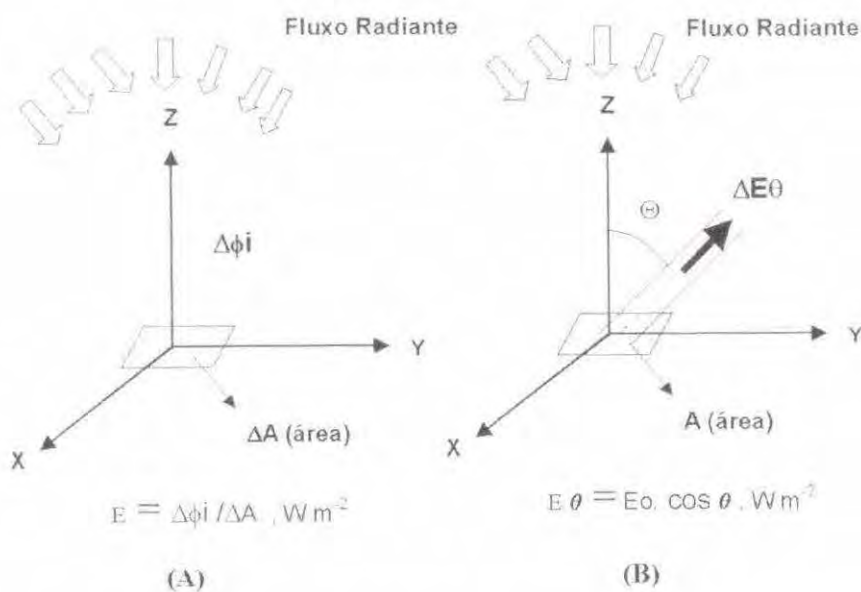 Fluxo Radiante
Z
Δϕi
Y
X
ΔA (área)
E = Δϕi /ΔA , W m⁻²
(A)
Fluxo Radiante
Z
Θ
ΔEθ
Y
X
A (área)
E θ = Eo. cos θ , W m⁻²
(B)